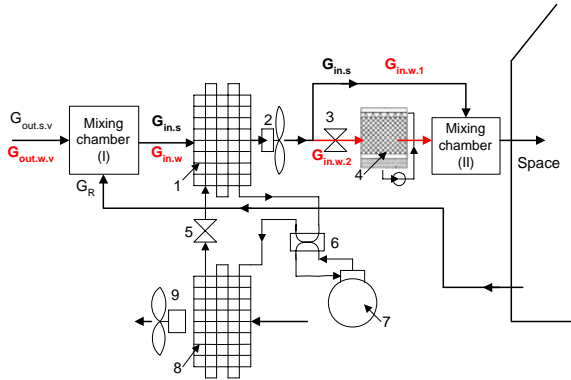 G_in.s
G_in.w.1
G_out.s.v
G_out.w.v
Mixing
chamber
(I)
G_in.s
G_in.w
2
3
G_in.w.2
4
Mixing
chamber
(II)
Space
G_R
1
5
6
7
9
8